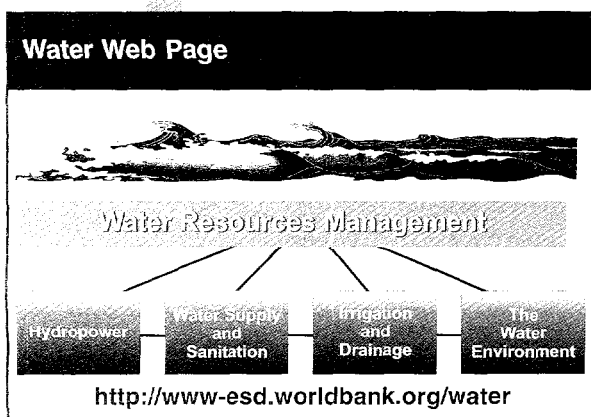 Water Web Page
Water Resources Management
Hydropower
Water Supply
and
Sanitation
Irrigation
and
Drainage
The
Water
Environment
http://www-esd.worldbank.org/water